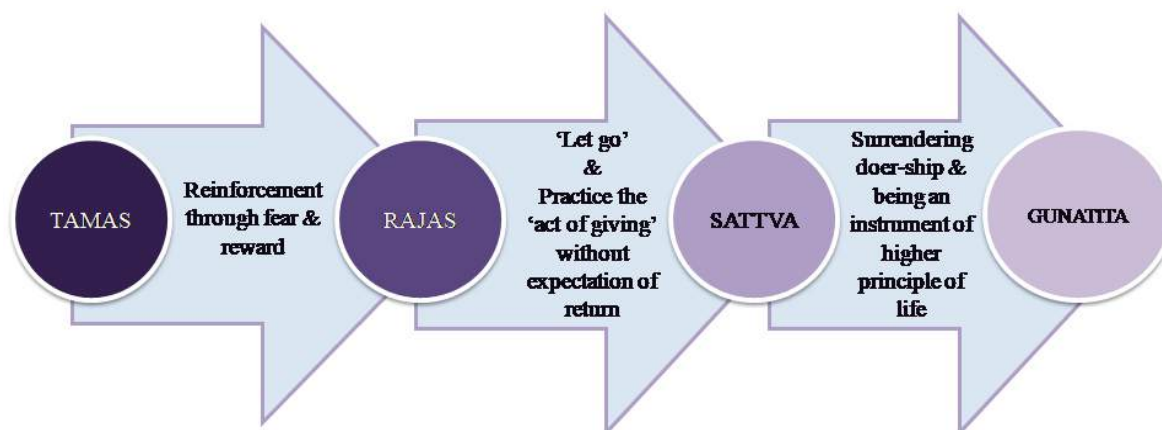 TAMAS
Reinforcement
through fear &
reward
RAJAS
'Let go'
&
Practice the
'act of giving'
without
expectation of
return
SATTVA
Surrendering
doer-ship &
being an
instrument of
higher
principle of
life
GUNATITA